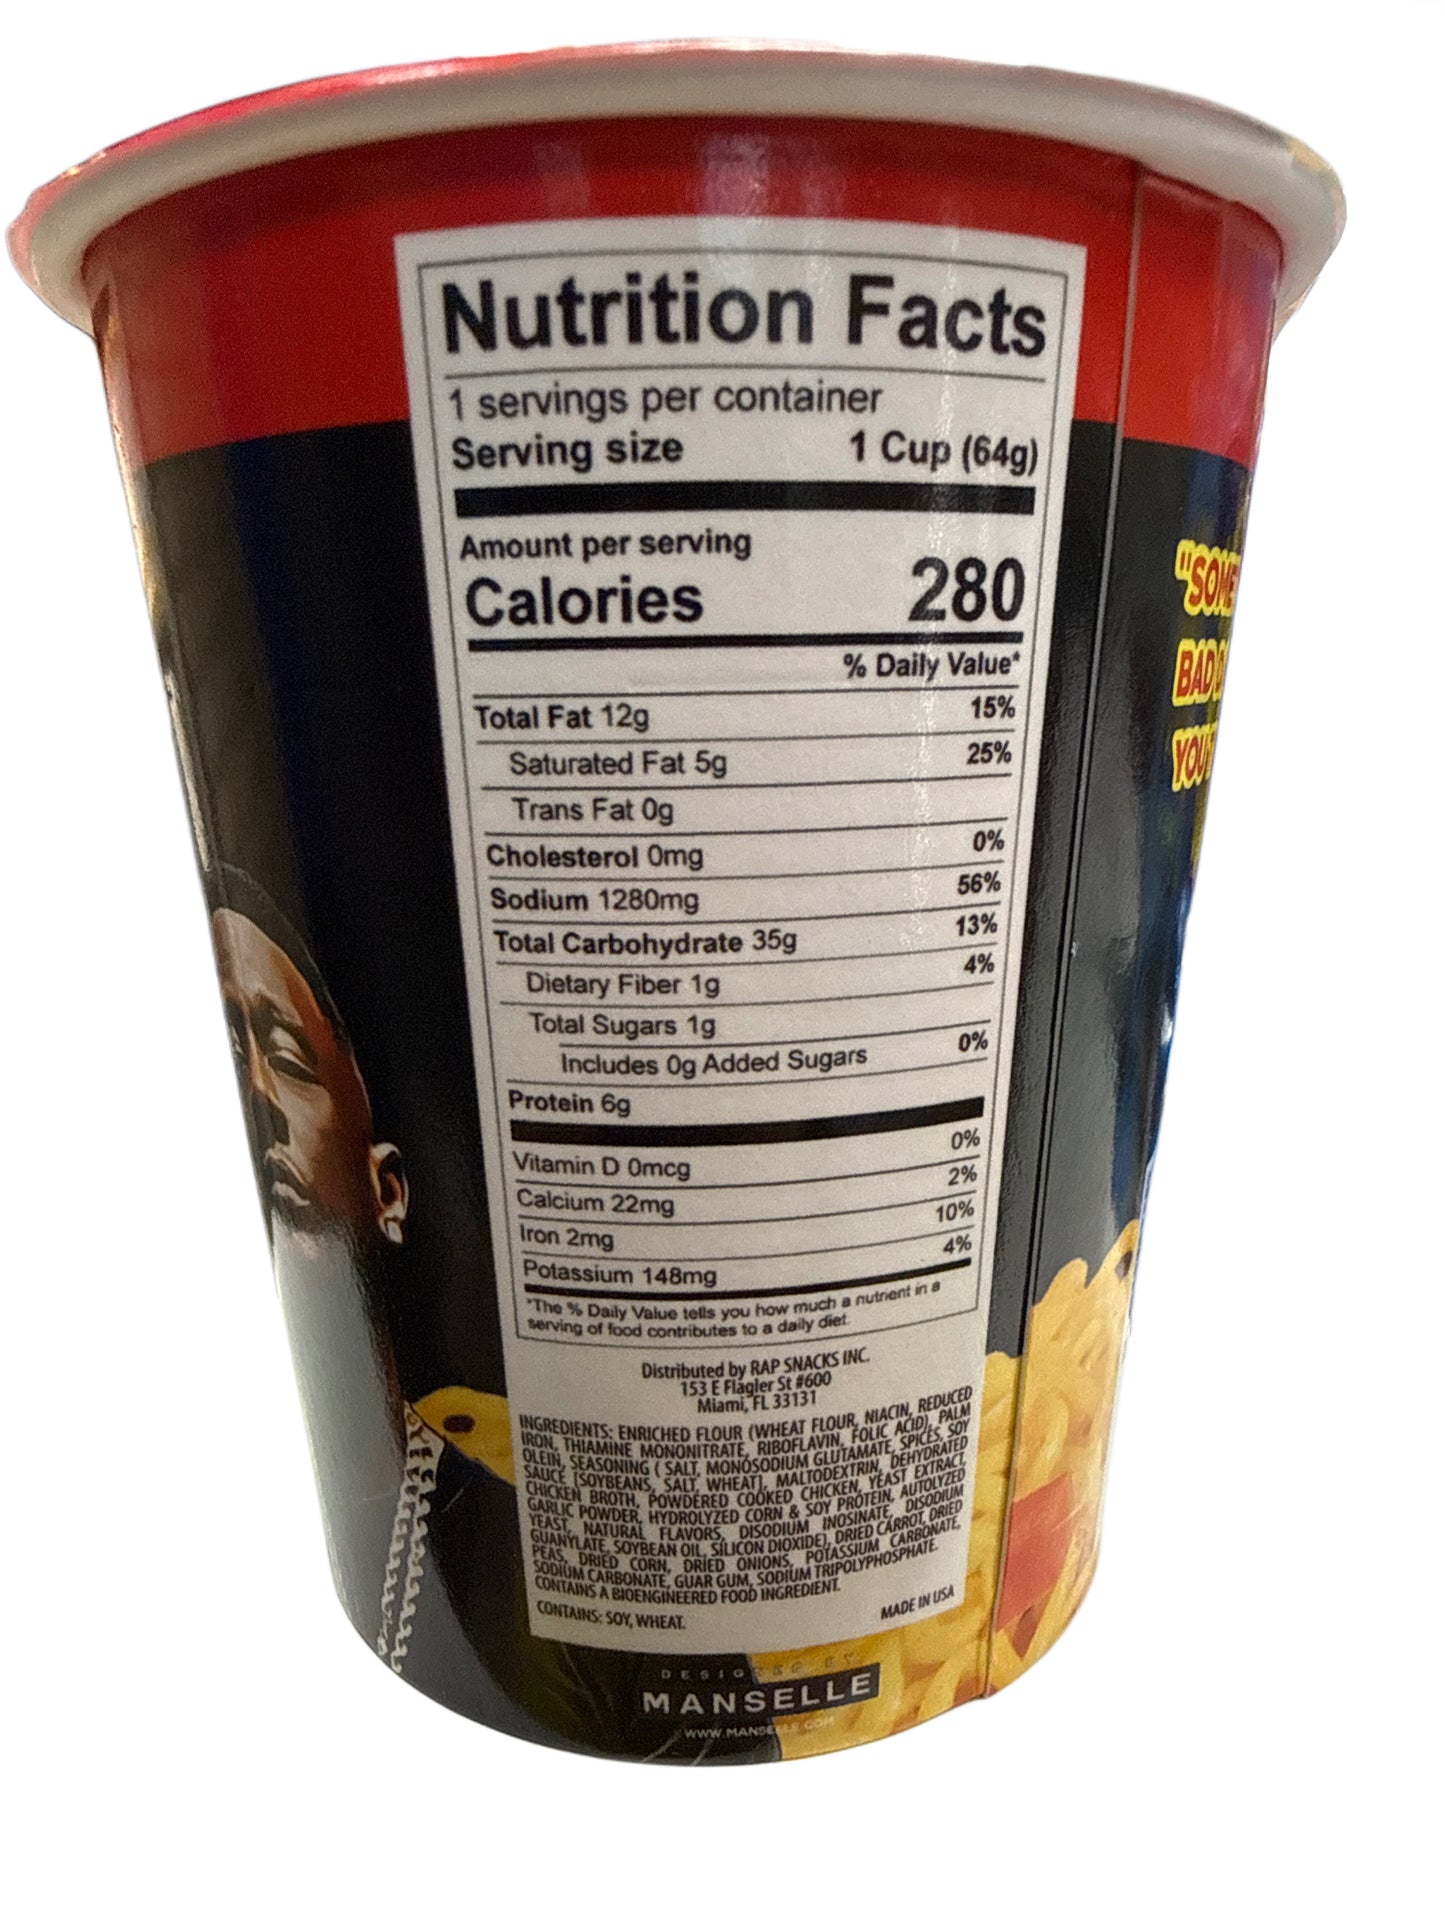 Nutrition Facts
1 servings per container
Serving size 1 Cup (64g)
Amount per serving
Calories 280
% Daily Value*
Total Fat 12g 15%
Saturated Fat 5g 25%
Trans Fat 0g
Cholesterol 0mg 0%
Sodium 1280mg 56%
Total Carbohydrate 35g 13%
Dietary Fiber 1g 4%
Total Sugars 1g
Includes 0g Added Sugars 0%
Protein 6g
Vitamin D 0mcg 0%
Calcium 22mg 2%
Iron 2mg 10%
Potassium 148mg 4%
*The % Daily Value tells you how much a nutrient in a
serving of food contributes to a daily diet.
Distributed by RAP SNACKS INC.
153 E Flagler St #600
Miami, FL 33131
INGREDIENTS: ENRICHED FLOUR (WHEAT FLOUR, NIACIN, REDUCED
IRON, THIAMINE MONONITRATE, RIBOFLAVIN, FOLIC ACID), PALM
OLEIN, SEASONING ( SALT, MONOSODIUM GLUTAMATE, SPICES, SOY
SAUCE [SOYBEANS, SALT, WHEAT], MALTODEXTRIN, DEHYDRATED
CHICKEN BROTH, POWDERED COOKED CHICKEN, YEAST EXTRACT,
GARLIC POWDER, HYDROLYZED CORN & SOY PROTEIN, AUTOLYZED
YEAST, NATURAL FLAVORS, DISODIUM INOSINATE, DISODIUM
GUANYLATE, SOYBEAN OIL, SILICON DIOXIDE), DRIED CARROT, DRIED
PEAS, DRIED CORN, DRIED ONIONS, POTASSIUM CARBONATE,
SODIUM CARBONATE, GUAR GUM, SODIUM TRIPOLYPHOSPHATE.
CONTAINS A BIOENGINEERED FOOD INGREDIENT.
CONTAINS: SOY, WHEAT.
MADE IN USA
MANSELLE
WWW.MANSELLE.COM
"SOME
BAD
YOU